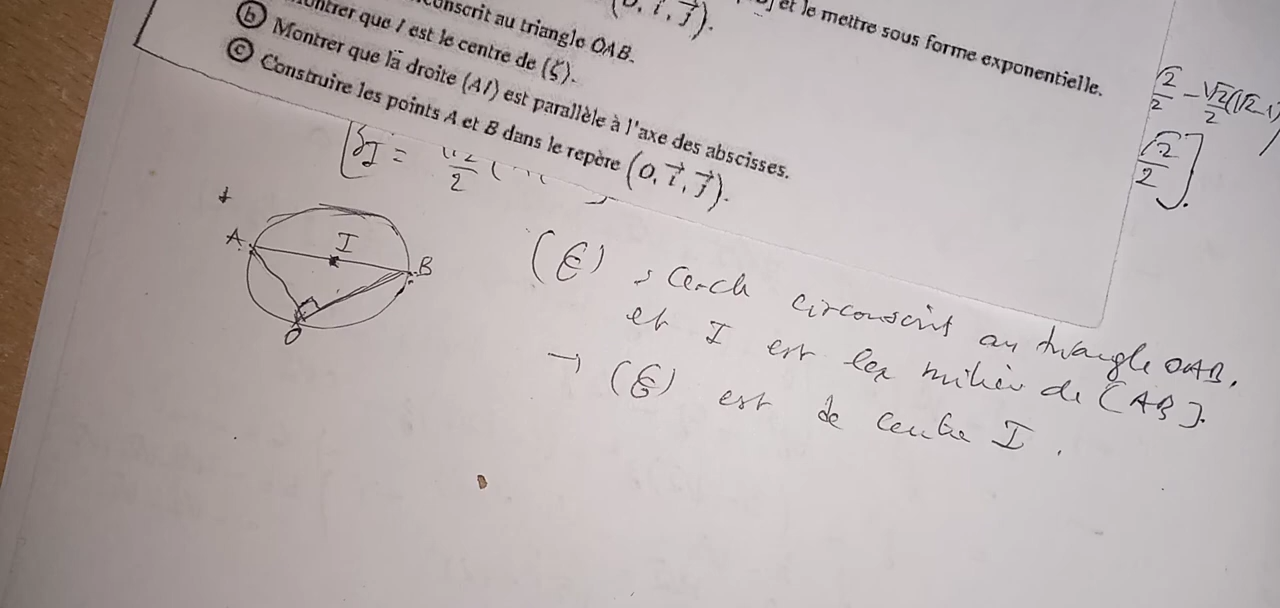 et le mettre sous forme exponentielle.
(O, i, j).
conscrit au triangle OAB.
ontrer que I est le centre de (ζ).
b Montrer que la droite (AI) est parallèle à l'axe des abscisses.
c Construire les points A et B dans le repère (O, i, j).
√2/2 - √2/2(√2-1)
√2/2].
A I B
O
(ζ) : Cercle circonscrit au triangle OAB.
et I est le milieu de [AB].
→ (ζ) est de centre I.